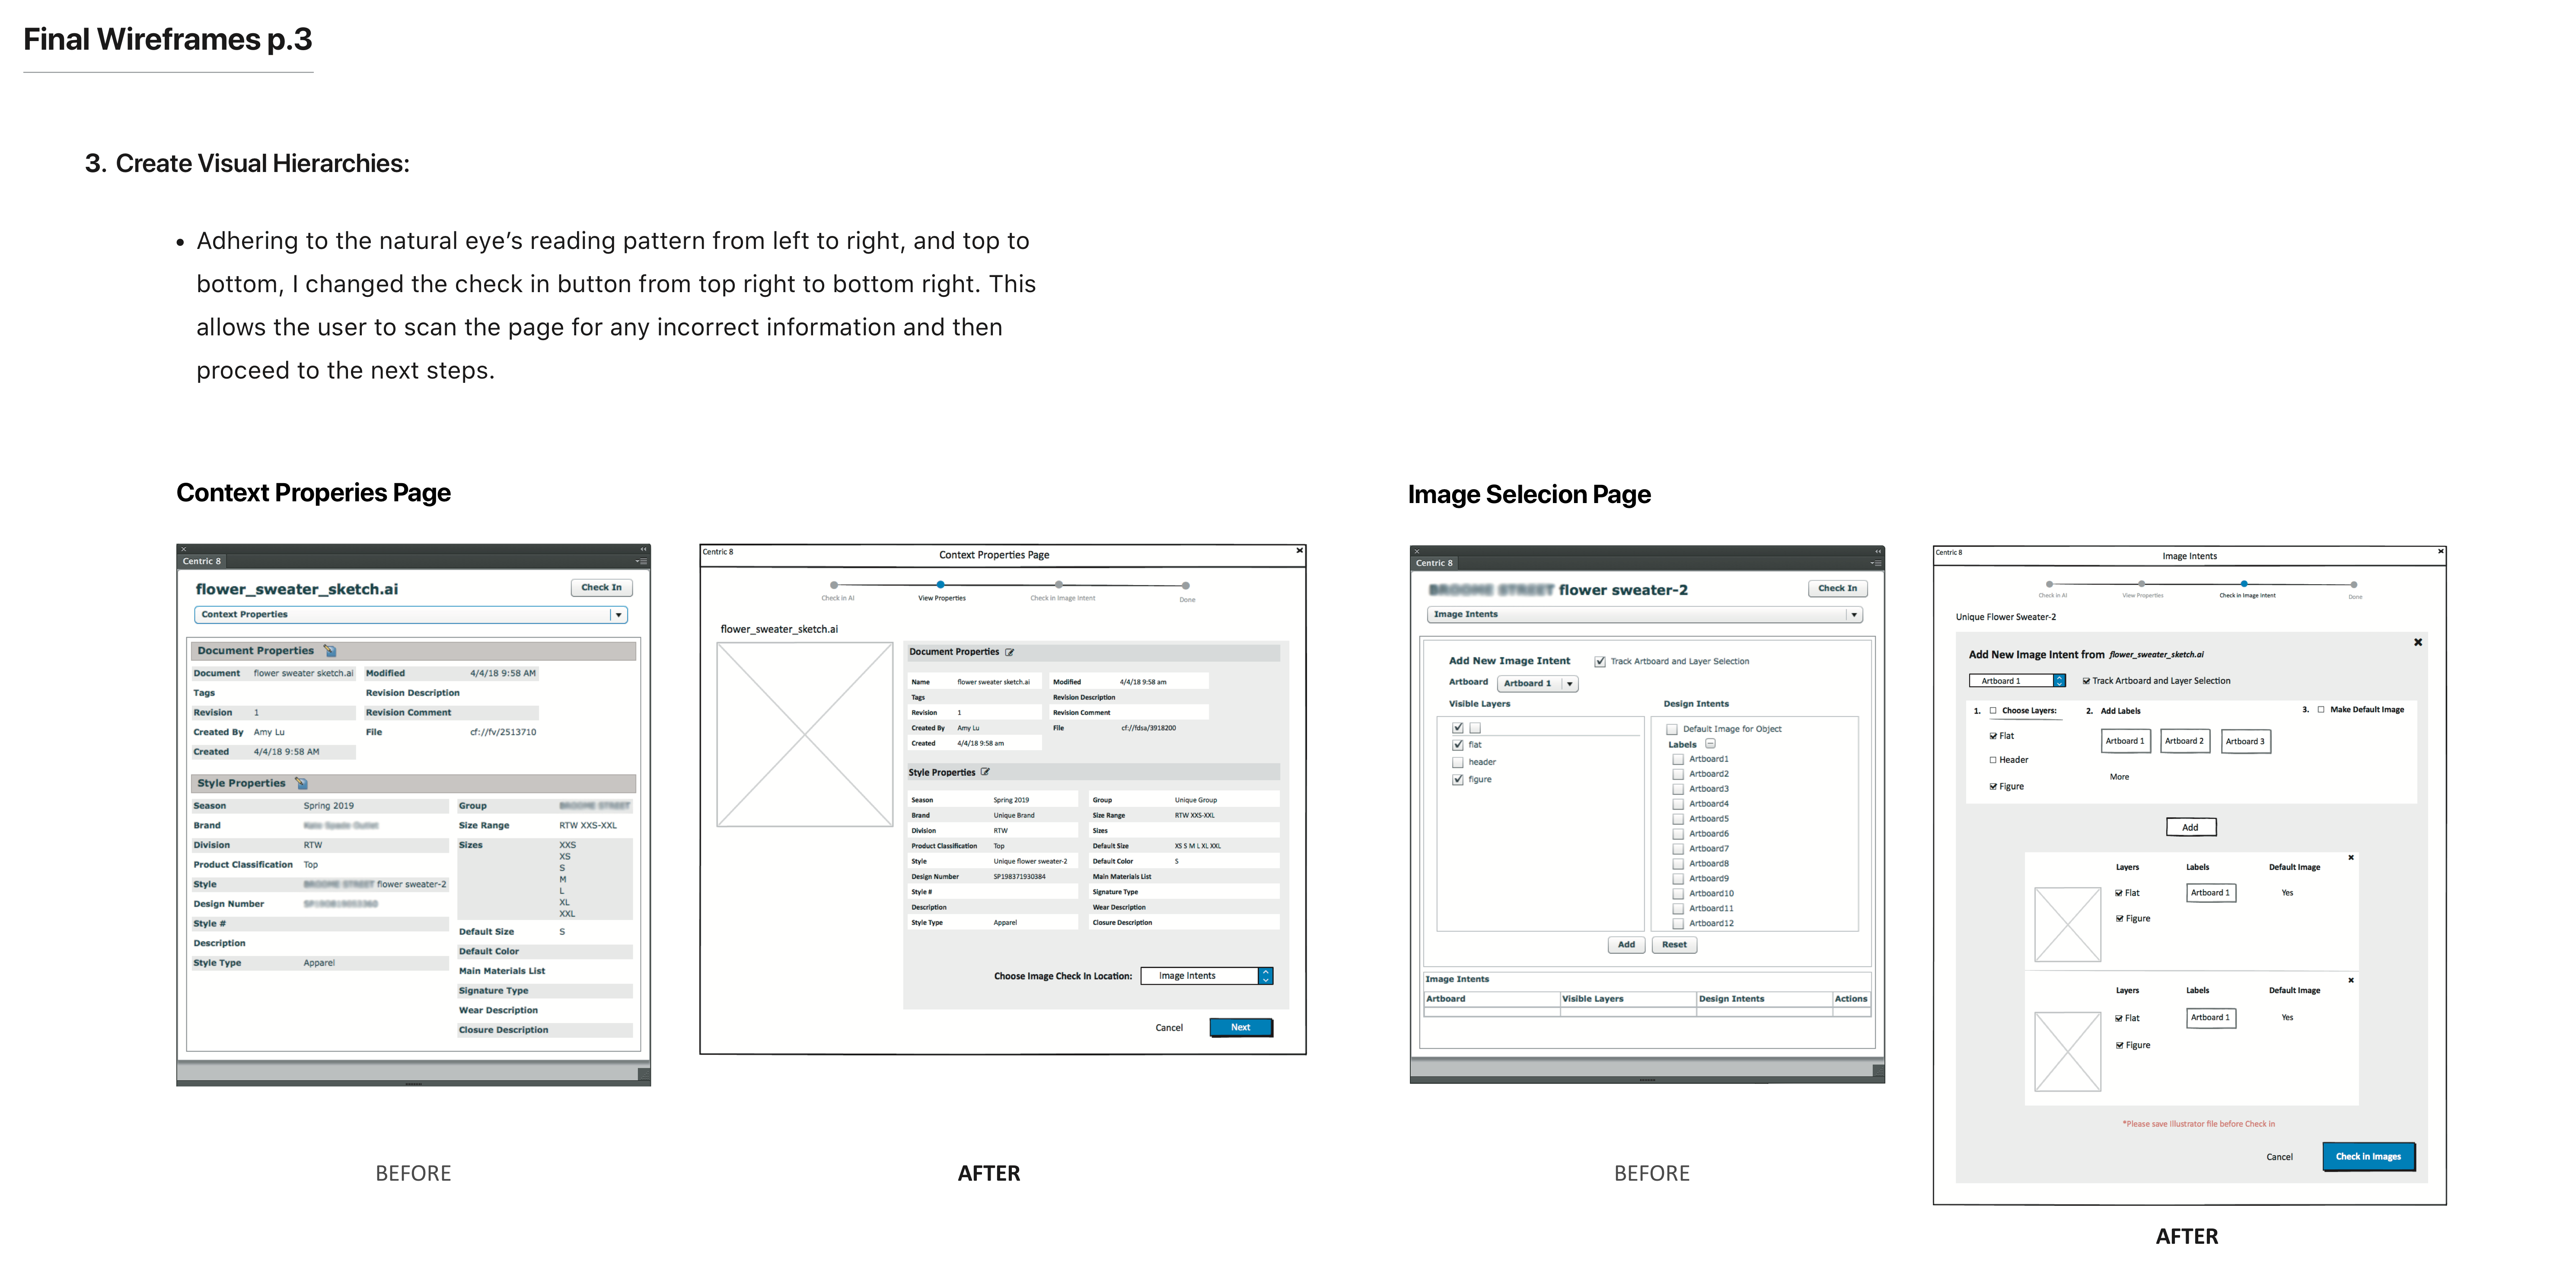 Final Wireframes p.3
3. Create Visual Hierarchies:
• Adhering to the natural eye's reading pattern from left to right, and top to
bottom, I changed the check in button from top right to bottom right. This
allows the user to scan the page for any incorrect information and then
proceed to the next steps.
Context Properies Page
Centric 8
flower_sweater_sketch.ai Check In
Context Properties
Document Properties
Document flower sweater sketch.ai Modified 4/4/18 9:58 AM
Tags Revision Description
Revision 1 Revision Comment
Created By Amy Lu File cf://fv/2513710
Created 4/4/18 9:58 AM
Style Properties
Season Spring 2019 Group
Brand Size Range RTW XXS-XXL
Division RTW Sizes XXS
XS
Product Classification Top S
M
Style flower sweater-2 L
Design Number XL
XXL
Style #
Default Size S
Description
Default Color
Style Type Apparel
Main Materials List
Signature Type
Wear Description
Closure Description
BEFORE
Centric 8 Context Properties Page
Check in AI View Properties Check in Image Intent Done
flower_sweater_sketch.ai
Document Properties
Name flower sweater sketch.ai Modified 4/4/18 9:58 am
Tags Revision Description
Revision 1 Revision Comment
Created By Amy Lu File cf://fdsa/3918200
Created 4/4/18 9:58 am
Style Properties
Season Spring 2019 Group Unique Group
Brand Unique Brand Size Range RTW XXS-XXL
Division RTW Sizes
Product Classification Top Default Size XS S M L XL XXL
Style Unique flower sweater-2 Default Color S
Design Number SP198371930384 Main Materials List
Style # Signature Type
Description Wear Description
Style Type Apparel Closure Description
Choose Image Check In Location: Image Intents
Cancel Next
AFTER
Image Selecion Page
Centric 8
flower sweater-2 Check In
Image Intents
Add New Image Intent Track Artboard and Layer Selection
Artboard Artboard 1
Visible Layers Design Intents
Default Image for Object
flat Labels
header Artboard1
figure Artboard2
Artboard3
Artboard4
Artboard5
Artboard6
Artboard7
Artboard8
Artboard9
Artboard10
Artboard11
Artboard12
Add Reset
Image Intents
Artboard Visible Layers Design Intents Actions
BEFORE
Centric 8 Image Intents
Check in AI View Properties Check in Image Intent Done
Unique Flower Sweater-2
Add New Image Intent from flower_sweater_sketch.ai
Artboard 1 Track Artboard and Layer Selection
1. Choose Layers: 2. Add Labels 3. Make Default Image
Flat Artboard 1 Artboard 2 Artboard 3
Header
More
Figure
Add
Layers Labels Default Image
Flat Artboard 1 Yes
Figure
Layers Labels Default Image
Flat Artboard 1 Yes
Figure
*Please save Illustrator file before Check in
Cancel Check in Images
AFTER